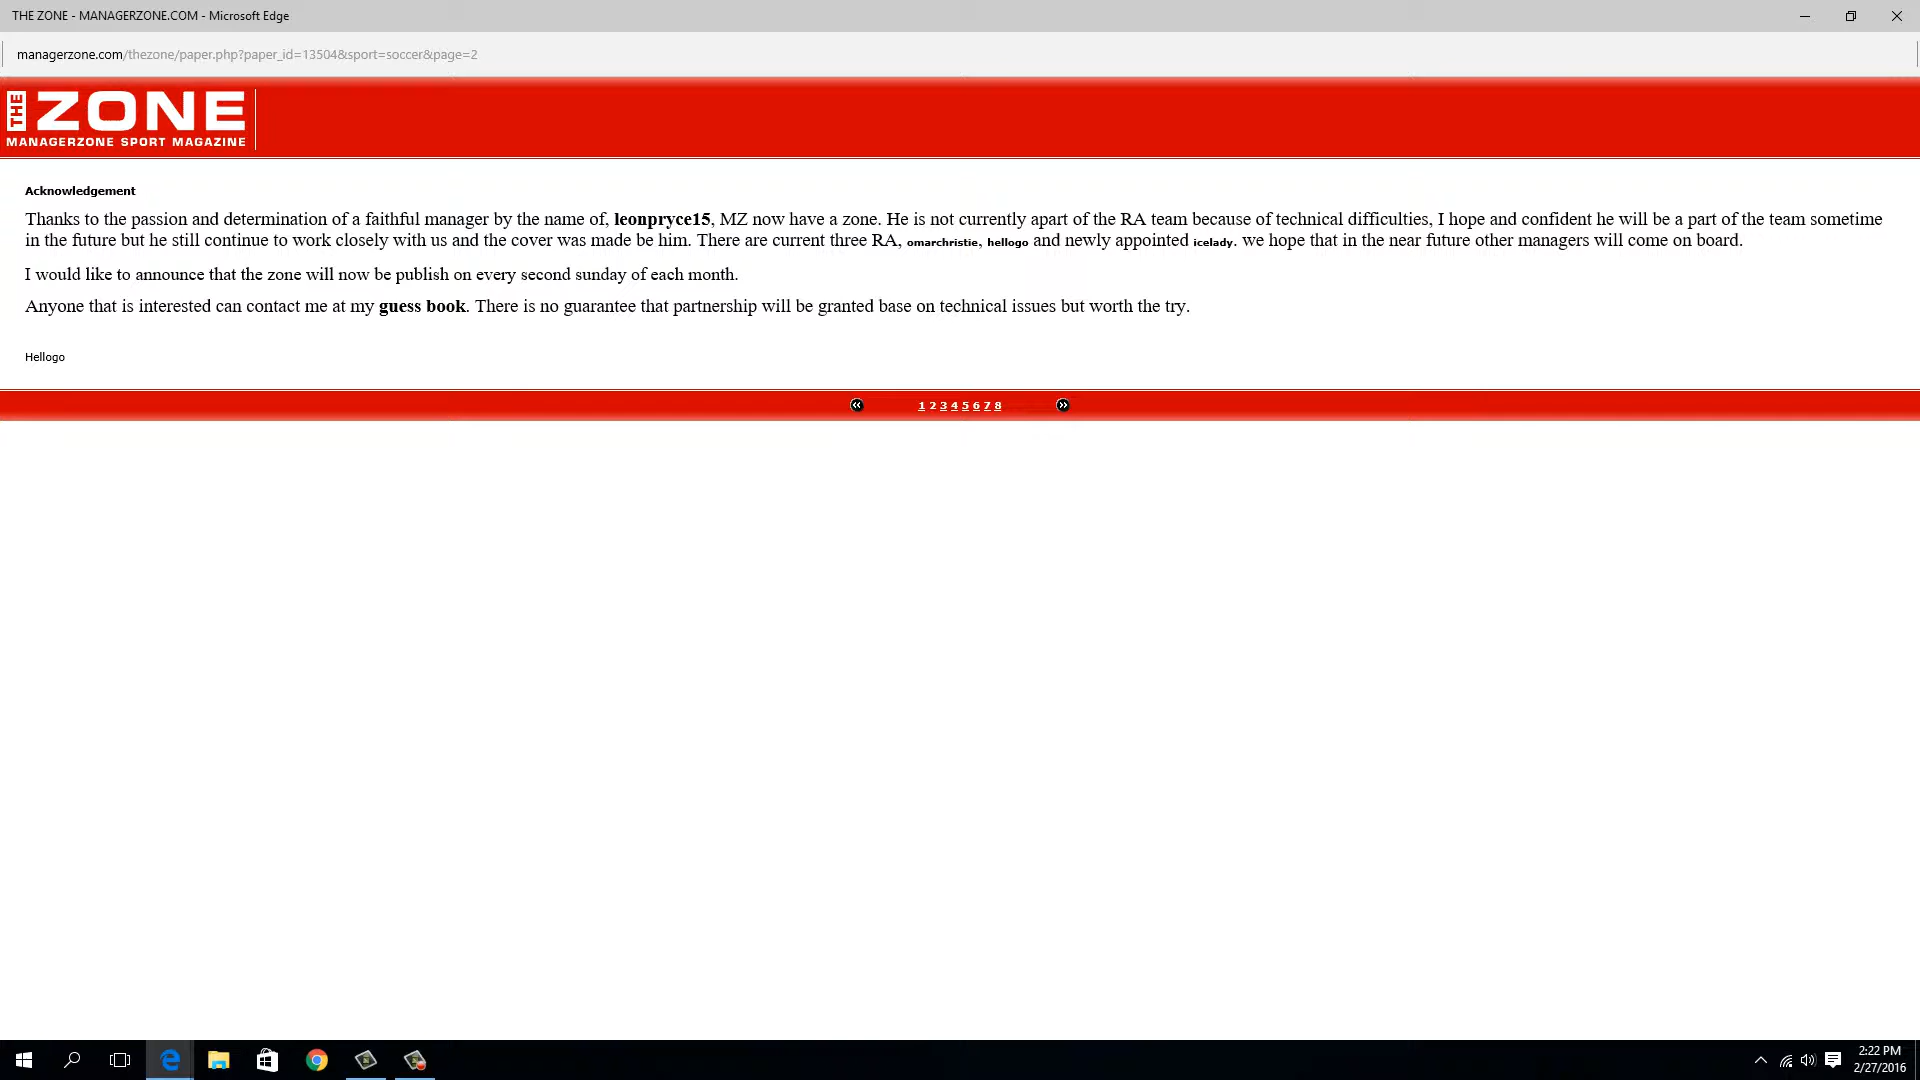 THE ZONE - MANAGERZONE.COM - Microsoft Edge
managerzone.com/thezone/paper.php?paper_id=13504&sport=soccer&page=2
THE ZONE
MANAGERZONE SPORT MAGAZINE
Acknowledgement
Thanks to the passion and determination of a faithful manager by the name of, leonpryce15, MZ now have a zone. He is not currently apart of the RA team because of technical difficulties, I hope and confident he will be a part of the team sometime
in the future but he still continue to work closely with us and the cover was made be him. There are current three RA, omarchristie, hellogo and newly appointed icelady. we hope that in the near future other managers will come on board.
I would like to announce that the zone will now be publish on every second sunday of each month.
Anyone that is interested can contact me at my guess book. There is no guarantee that partnership will be granted base on technical issues but worth the try.
Hellogo
1 2 3 4 5 6 7 8
2:22 PM
2/27/2016